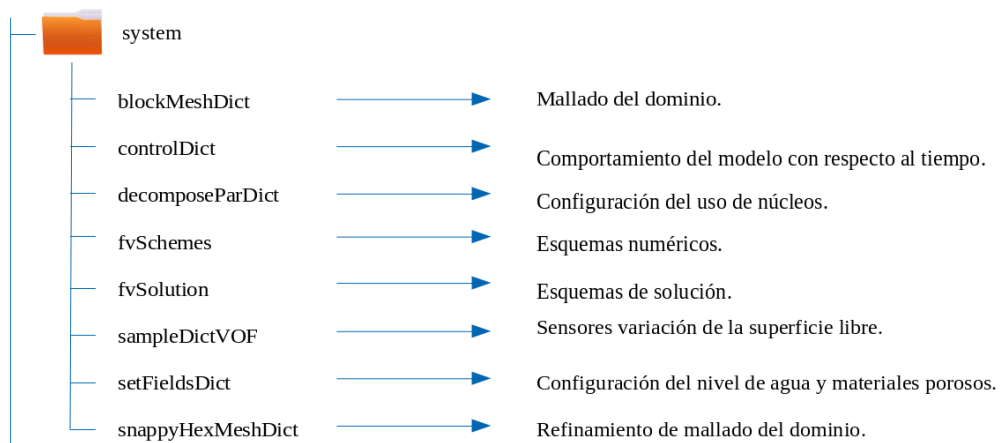 system
blockMeshDict Mallado del dominio.
controlDict Comportamiento del modelo con respecto al tiempo.
decomposeParDict Configuración del uso de núcleos.
fvSchemes Esquemas numéricos.
fvSolution Esquemas de solución.
sampleDictVOF Sensores variación de la superficie libre.
setFieldsDict Configuración del nivel de agua y materiales porosos.
snappyHexMeshDict Refinamiento de mallado del dominio.